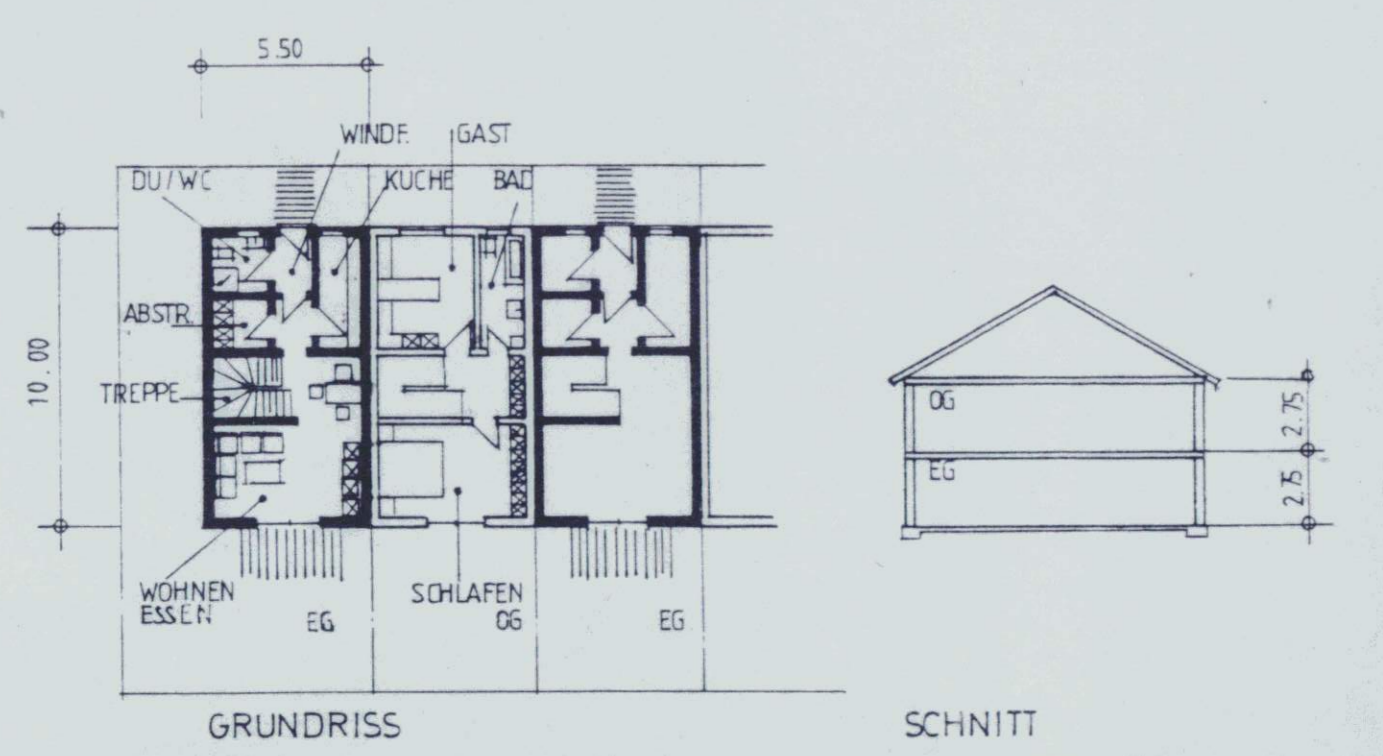 5.50
WINDF. GAST
DU/WC KÜCHE BAD
ABSTR.
10.00
TREPPE
WOHNEN
ESSEN
EG
SCHLAFEN
OG
EG
GRUNDRISS
OG
2.75
EG
2.75
SCHNITT